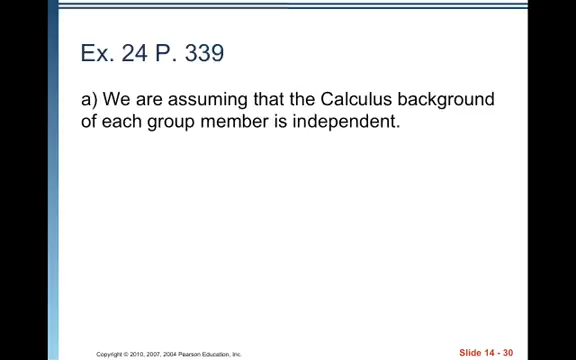 Ex. 24 P. 339
a) We are assuming that the Calculus background
of each group member is independent.
Copyright © 2010, 2007, 2004 Pearson Education, Inc.
Slide 14 - 30